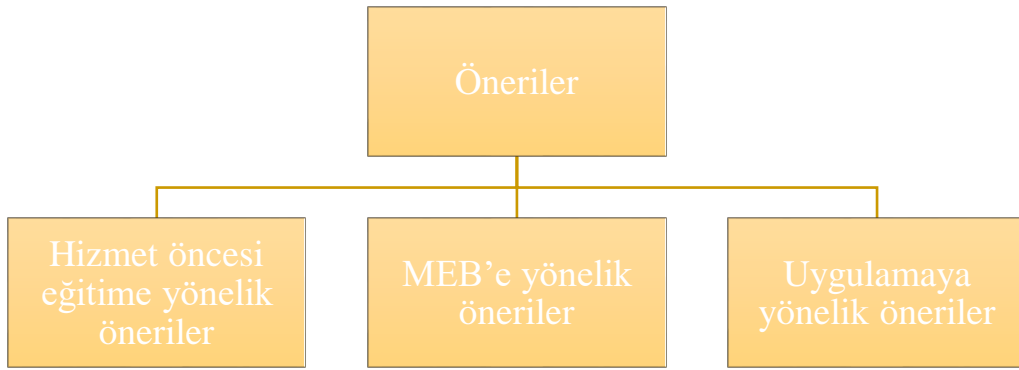 Öneriler
Hizmet öncesi
eğitime yönelik
öneriler
MEB’e yönelik
öneriler
Uygulamaya
yönelik öneriler